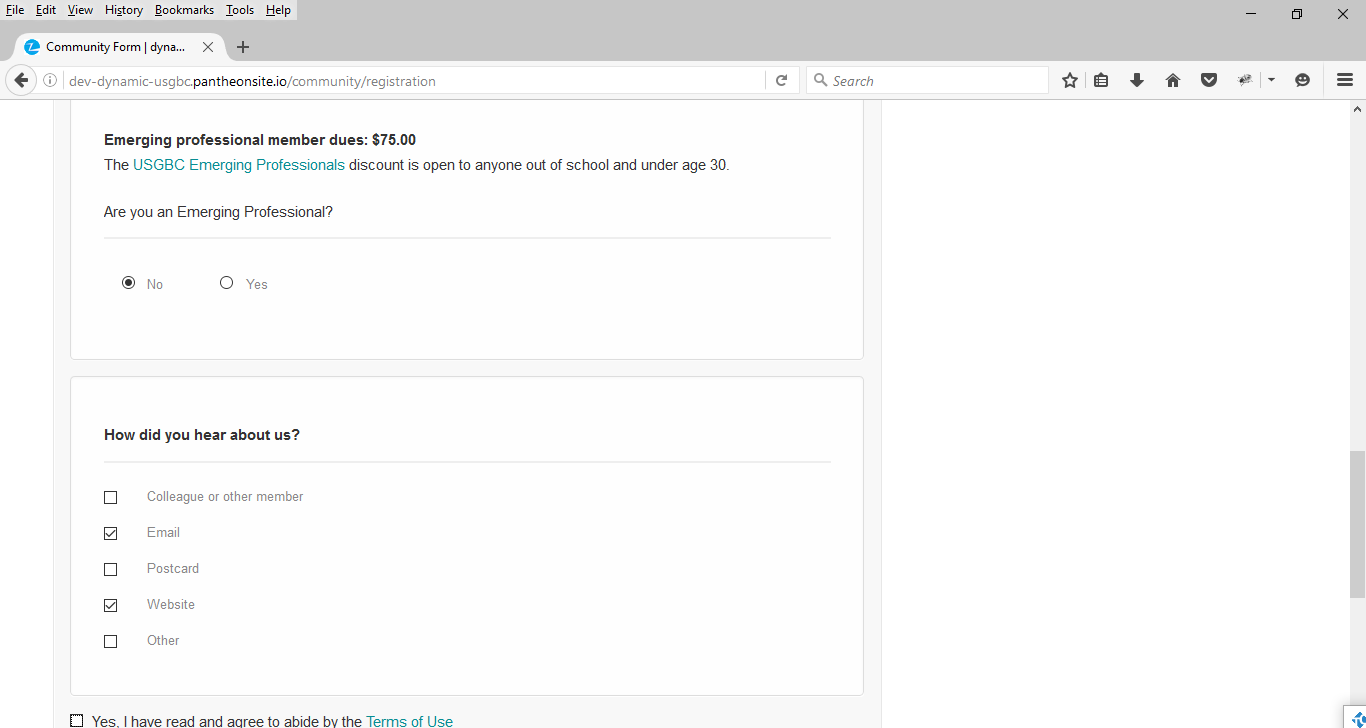 File Edit View History Bookmarks Tools Help
Community Form | dyna...
dev-dynamic-usgbc.pantheonsite.io/community/registration
Search
Emerging professional member dues: $75.00
The USGBC Emerging Professionals discount is open to anyone out of school and under age 30.
Are you an Emerging Professional?
No Yes
How did you hear about us?
Colleague or other member
Email
Postcard
Website
Other
Yes, I have read and agree to abide by the Terms of Use